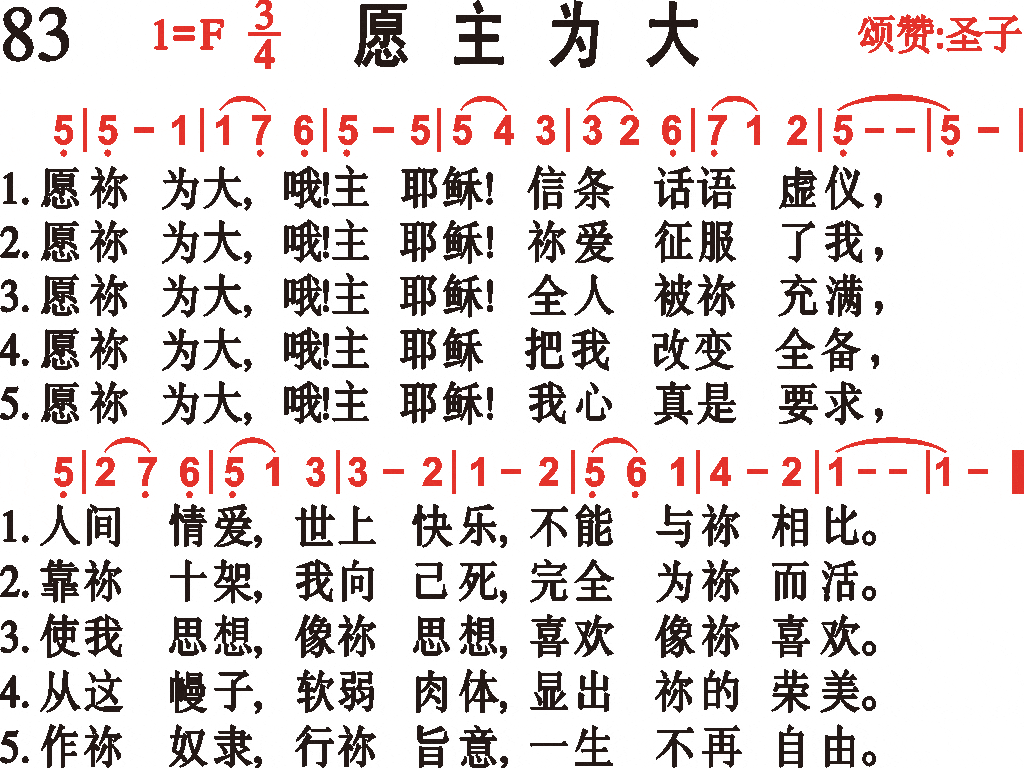 83 1=F 3/4 愿主为大 颂赞:圣子
5|5 - 1|1 7 6|5 - 5|5 4 3|3 2 6|7 1 2|5 - - |5 - |
1.愿祢 为大, 哦!主 耶稣! 信条 话语 虚仪，
2.愿祢 为大, 哦!主 耶稣! 祢爱 征服 了我，
3.愿祢 为大, 哦!主 耶稣! 全人 被祢 充满，
4.愿祢 为大, 哦!主 耶稣 把我 改变 全备，
5.愿祢 为大, 哦!主 耶稣! 我心 真是 要求，
5|2 7 6|5 1 3|3 - 2|1 - 2|5 6 1|4 - 2|1 - - |1 -
1.人间 情爱, 世上 快乐, 不能 与祢 相比。
2.靠祢 十架, 我向 己死, 完全 为祢 而活。
3.使我 思想, 像祢 思想, 喜欢 像祢 喜欢。
4.从这 幔子, 软弱 肉体, 显出 祢的 荣美。
5.作祢 奴隶, 行祢 旨意, 一生 不再 自由。